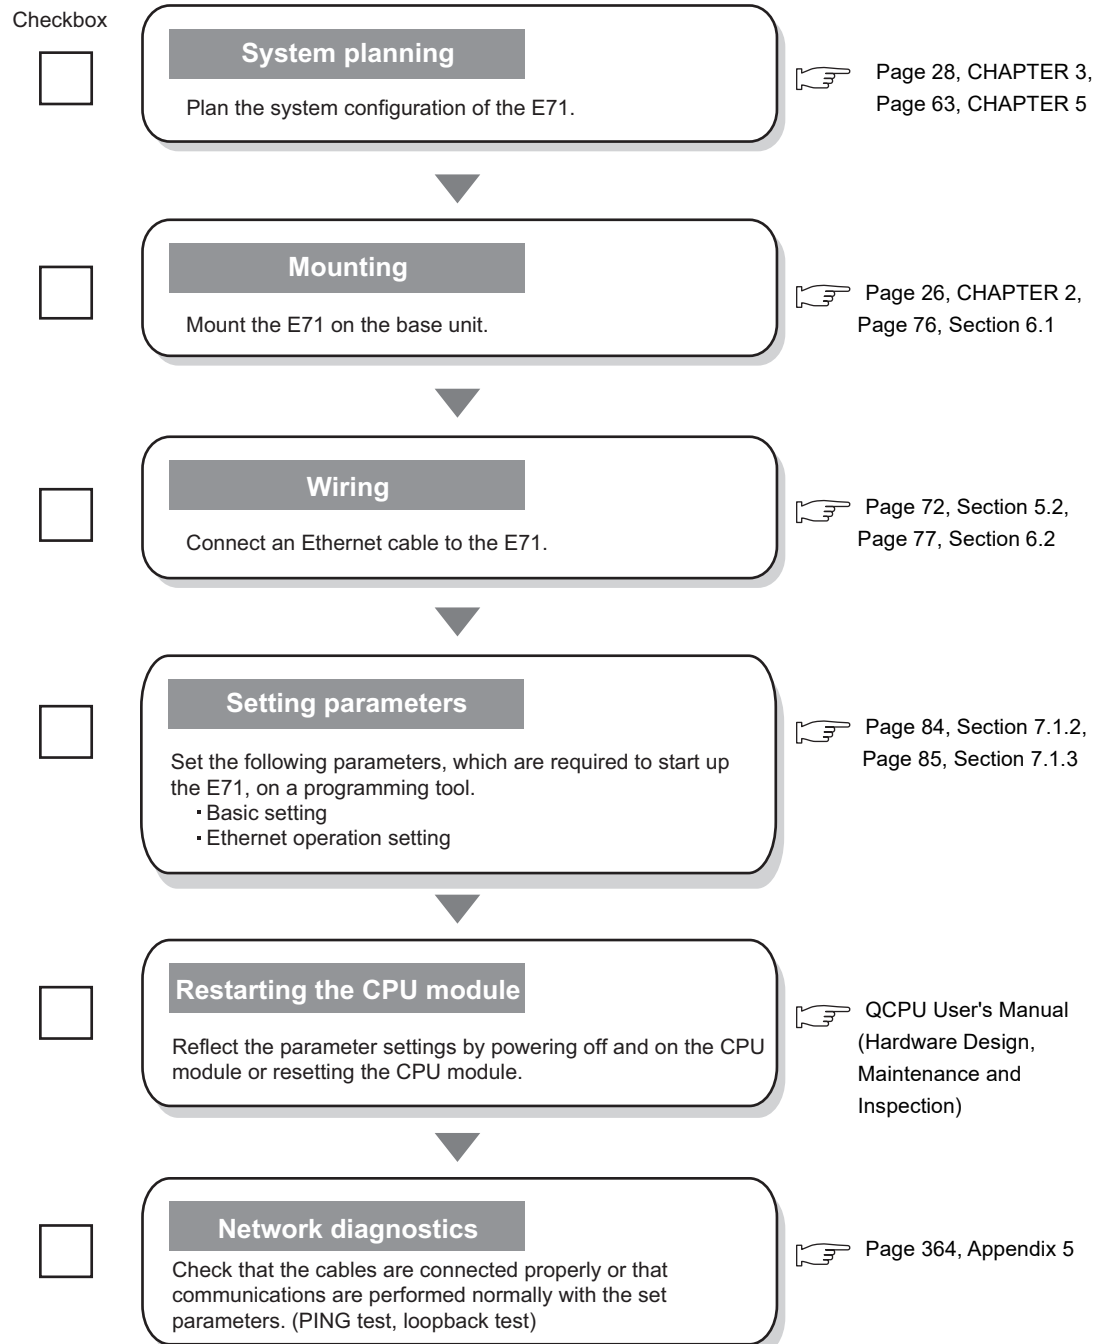 Checkbox
System planning
Plan the system configuration of the E71.
Page 28, CHAPTER 3,
Page 63, CHAPTER 5
Mounting
Mount the E71 on the base unit.
Page 26, CHAPTER 2,
Page 76, Section 6.1
Wiring
Connect an Ethernet cable to the E71.
Page 72, Section 5.2,
Page 77, Section 6.2
Setting parameters
Set the following parameters, which are required to start up
the E71, on a programming tool.
▪ Basic setting
▪ Ethernet operation setting
Page 84, Section 7.1.2,
Page 85, Section 7.1.3
Restarting the CPU module
Reflect the parameter settings by powering off and on the CPU
module or resetting the CPU module.
QCPU User's Manual
(Hardware Design,
Maintenance and
Inspection)
Network diagnostics
Check that the cables are connected properly or that
communications are performed normally with the set
parameters. (PING test, loopback test)
Page 364, Appendix 5